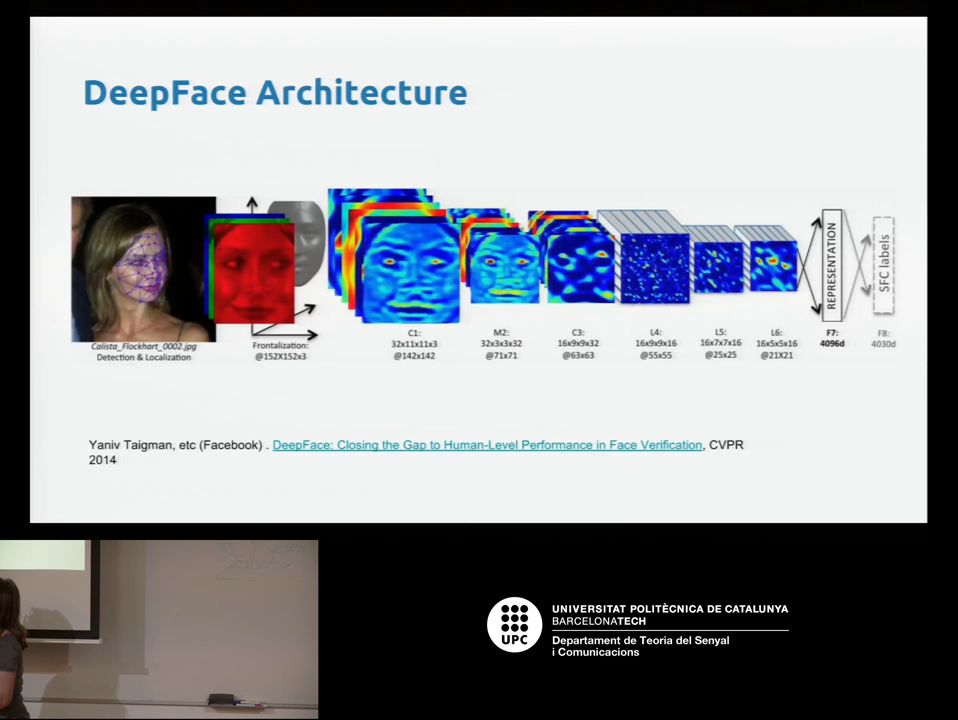 DeepFace Architecture
Calista_Flockhart_0002.jpg
Detection & Localization
Frontalization:
@152X152x3
C1:
32x11x11x3
@142x142
M2:
32x3x3x32
@71x71
C3:
16x9x9x32
@63x63
L4:
16x9x9x16
@55x55
L5:
16x7x7x16
@25x25
L6:
16x5x5x16
@21X21
REPRESENTATION
F7:
4096d
SFC labels
F8:
4030d
Yaniv Taigman, etc (Facebook) . DeepFace: Closing the Gap to Human-Level Performance in Face Verification, CVPR
2014
UPC
UNIVERSITAT POLITÈCNICA DE CATALUNYA
BARCELONATECH
Departament de Teoria del Senyal
i Comunicacions